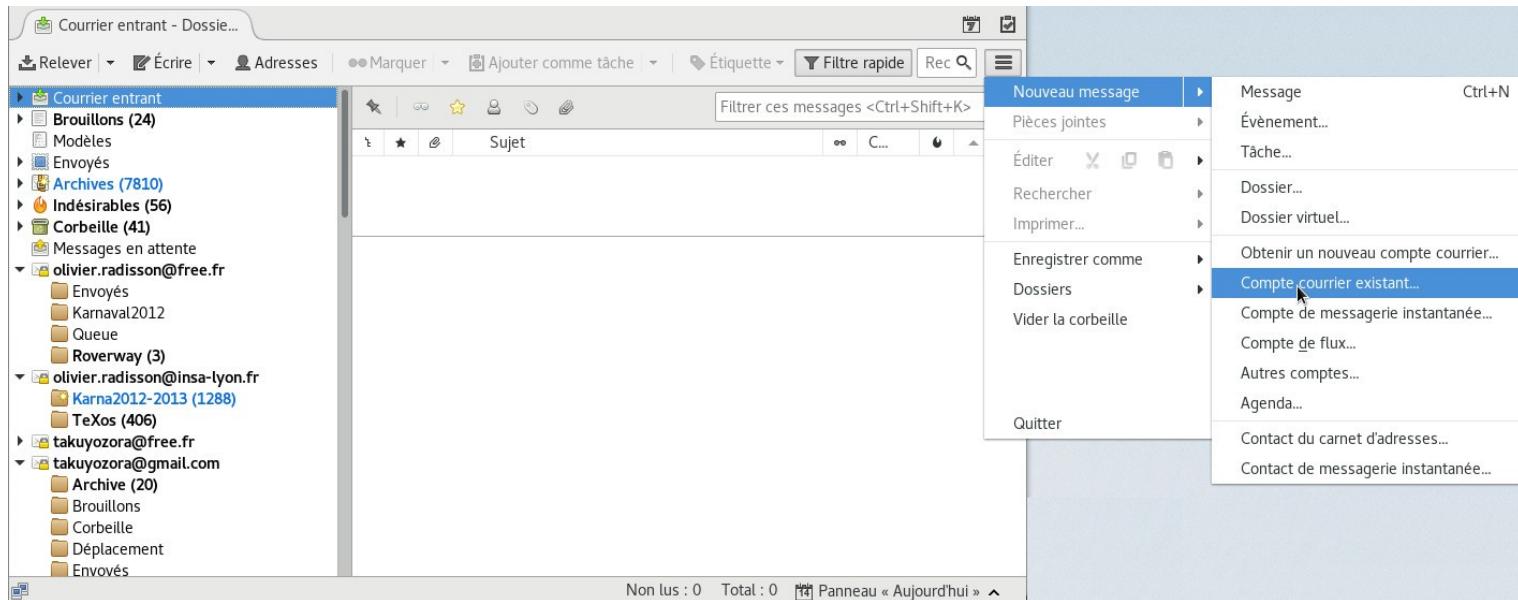 Courrier entrant - Dossie...
Relever Écrire Adresses Marquer Ajouter comme tâche Étiquette Filtre rapide Rec
Courrier entrant
Brouillons (24)
Modèles
Envoyés
Archives (7810)
Indésirables (56)
Corbeille (41)
Messages en attente
olivier.radisson@free.fr
Envoyés
Karnaval2012
Queue
Roverway (3)
olivier.radisson@insa-lyon.fr
Karna2012-2013 (1288)
TeXos (406)
takuyozora@free.fr
takuyozora@gmail.com
Archive (20)
Brouillons
Corbeille
Déplacement
Envoyés
Filtrer ces messages <Ctrl+Shift+K>
Sujet C...
Nouveau message
Pièces jointes
Éditer
Rechercher
Imprimer...
Enregistrer comme
Dossiers
Vider la corbeille
Quitter
Message Ctrl+N
Évènement...
Tâche...
Dossier...
Dossier virtuel...
Obtenir un nouveau compte courrier...
Compte courrier existant...
Compte de messagerie instantanée...
Compte de flux...
Autres comptes...
Agenda...
Contact du carnet d'adresses...
Contact de messagerie instantanée...
Non lus : 0 Total : 0 Panneau « Aujourd'hui »